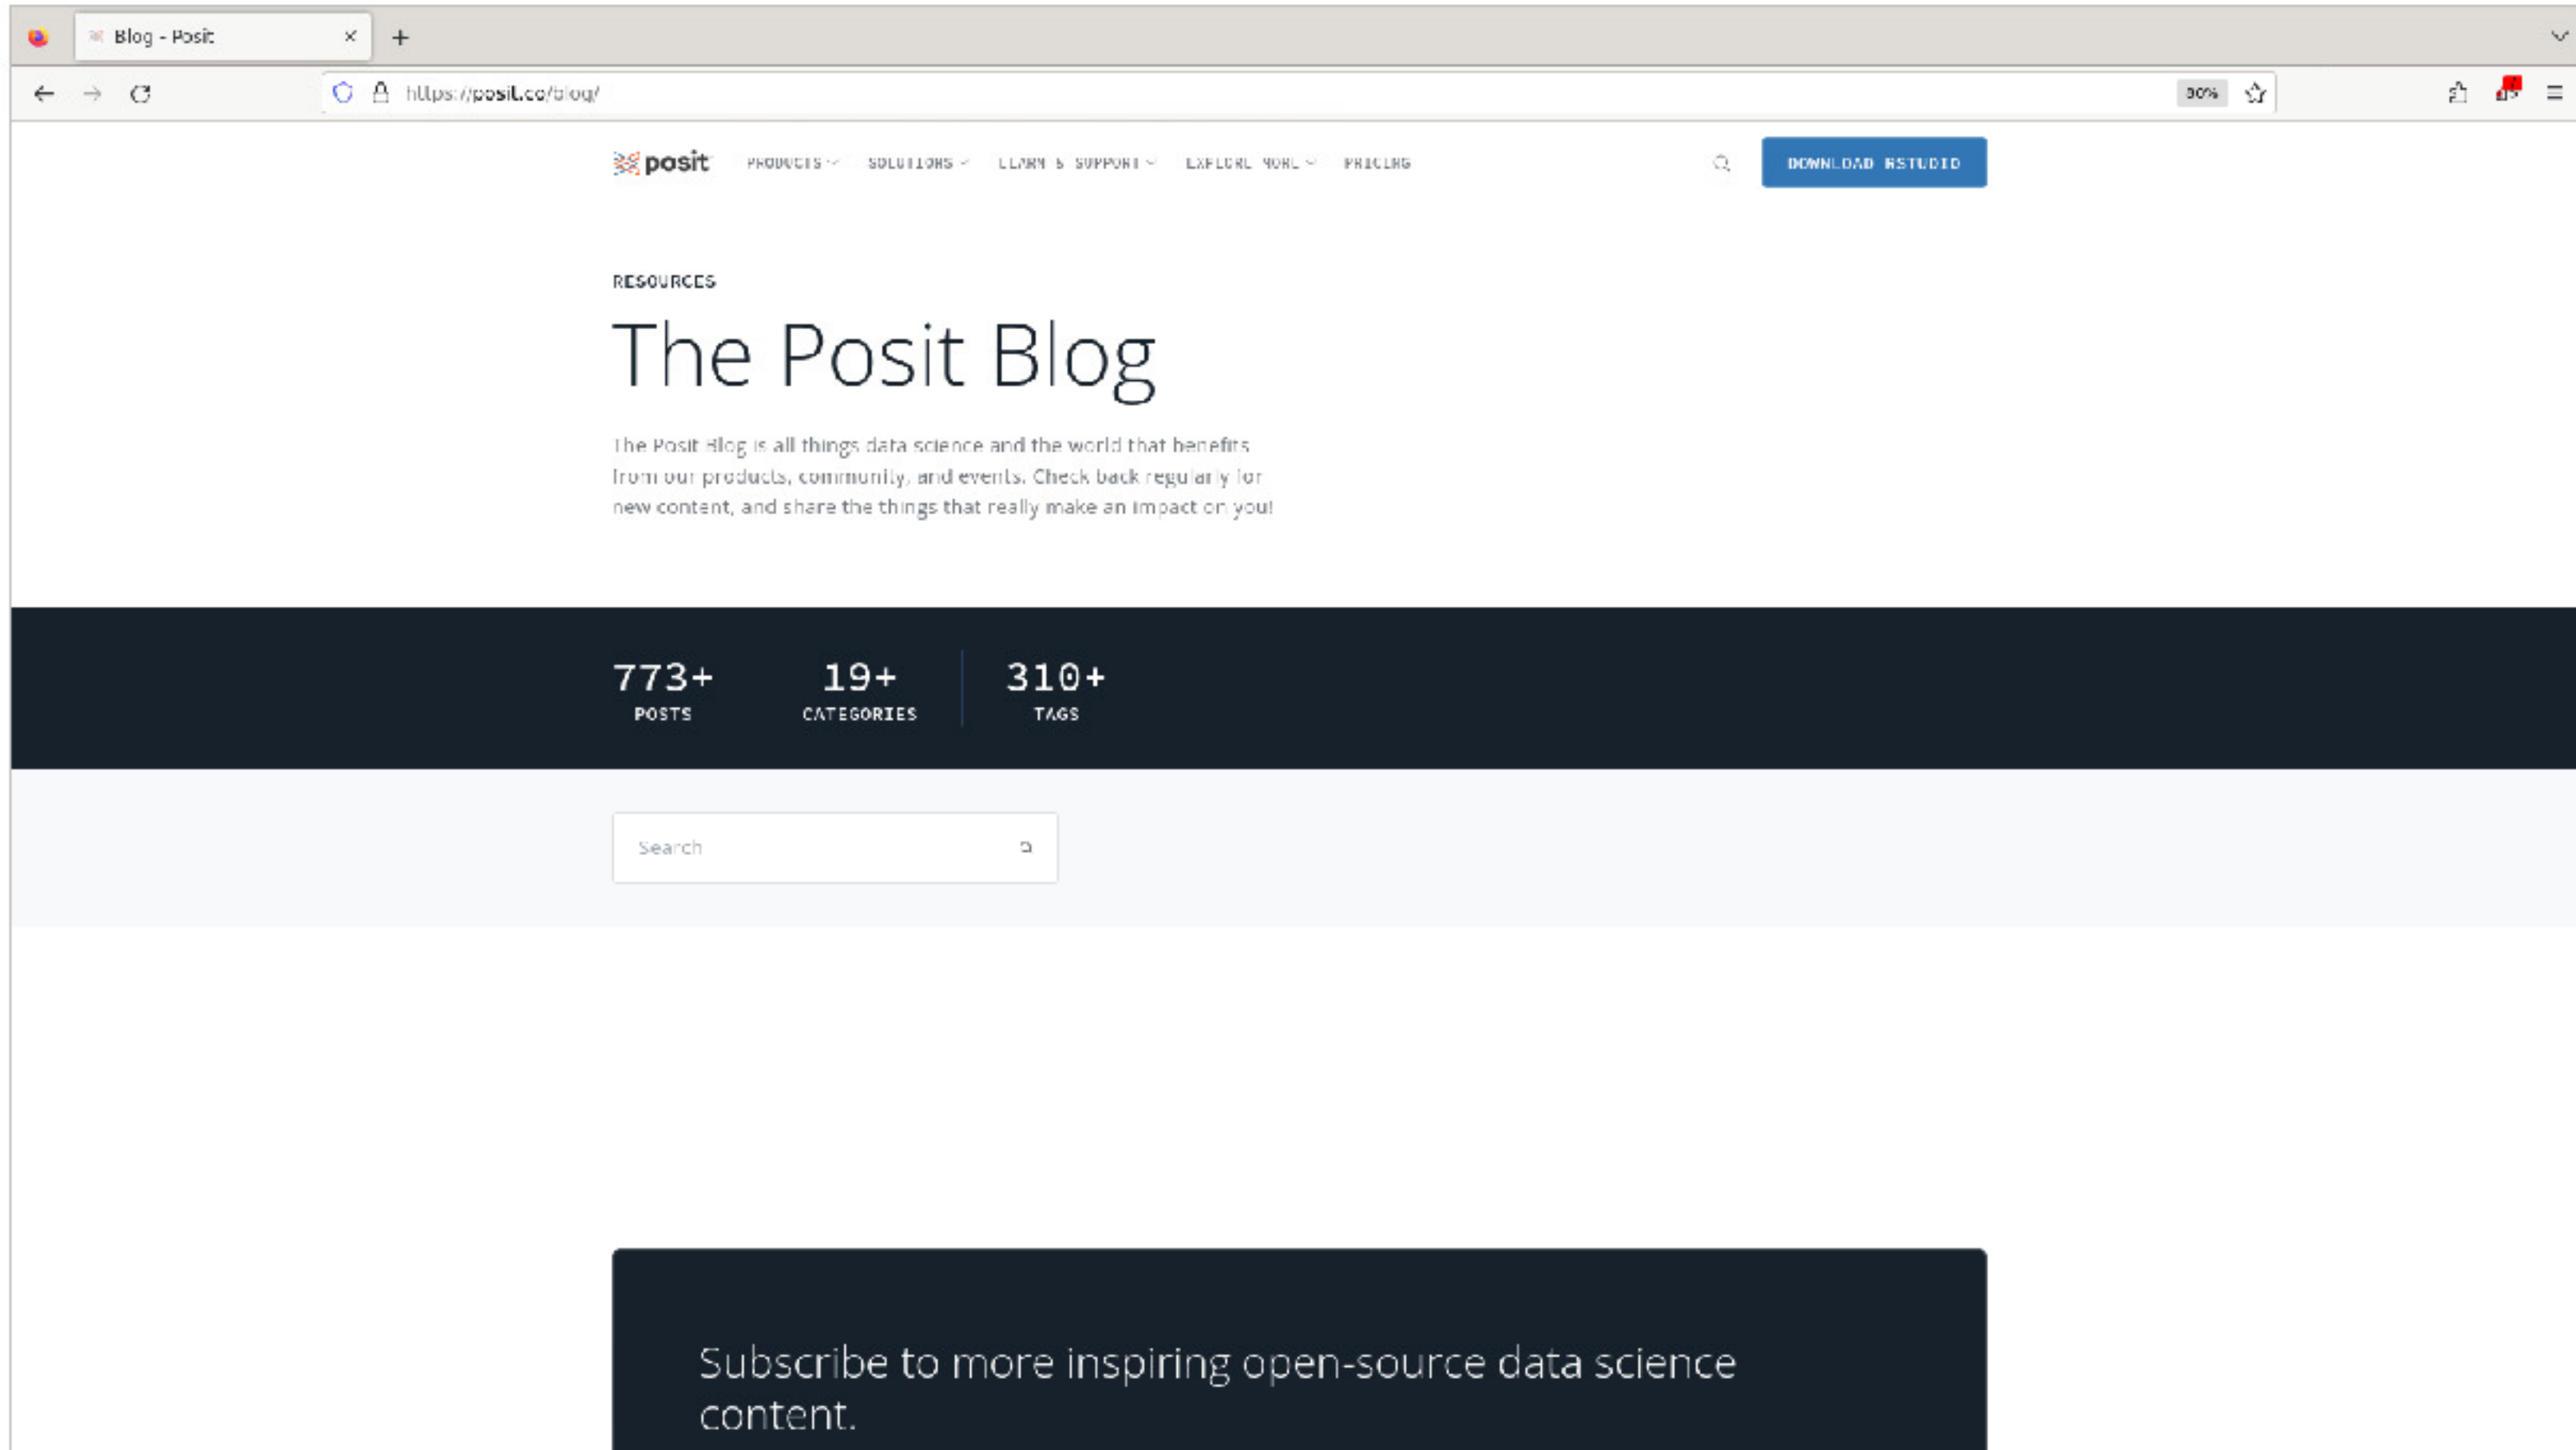 Blog - Posit
https://posit.co/blog/
80%
posit PRODUCTS SOLUTIONS LEARN & SUPPORT EXPLORE MORE PRICING DOWNLOAD RSTUDIO
RESOURCES
The Posit Blog
The Posit Blog is all things data science and the world that benefits
from our products, community, and events. Check back regularly for
new content, and share the things that really make an impact on you!
773+ 19+ 310+
POSTS CATEGORIES TAGS
Search
Subscribe to more inspiring open-source data science
content.